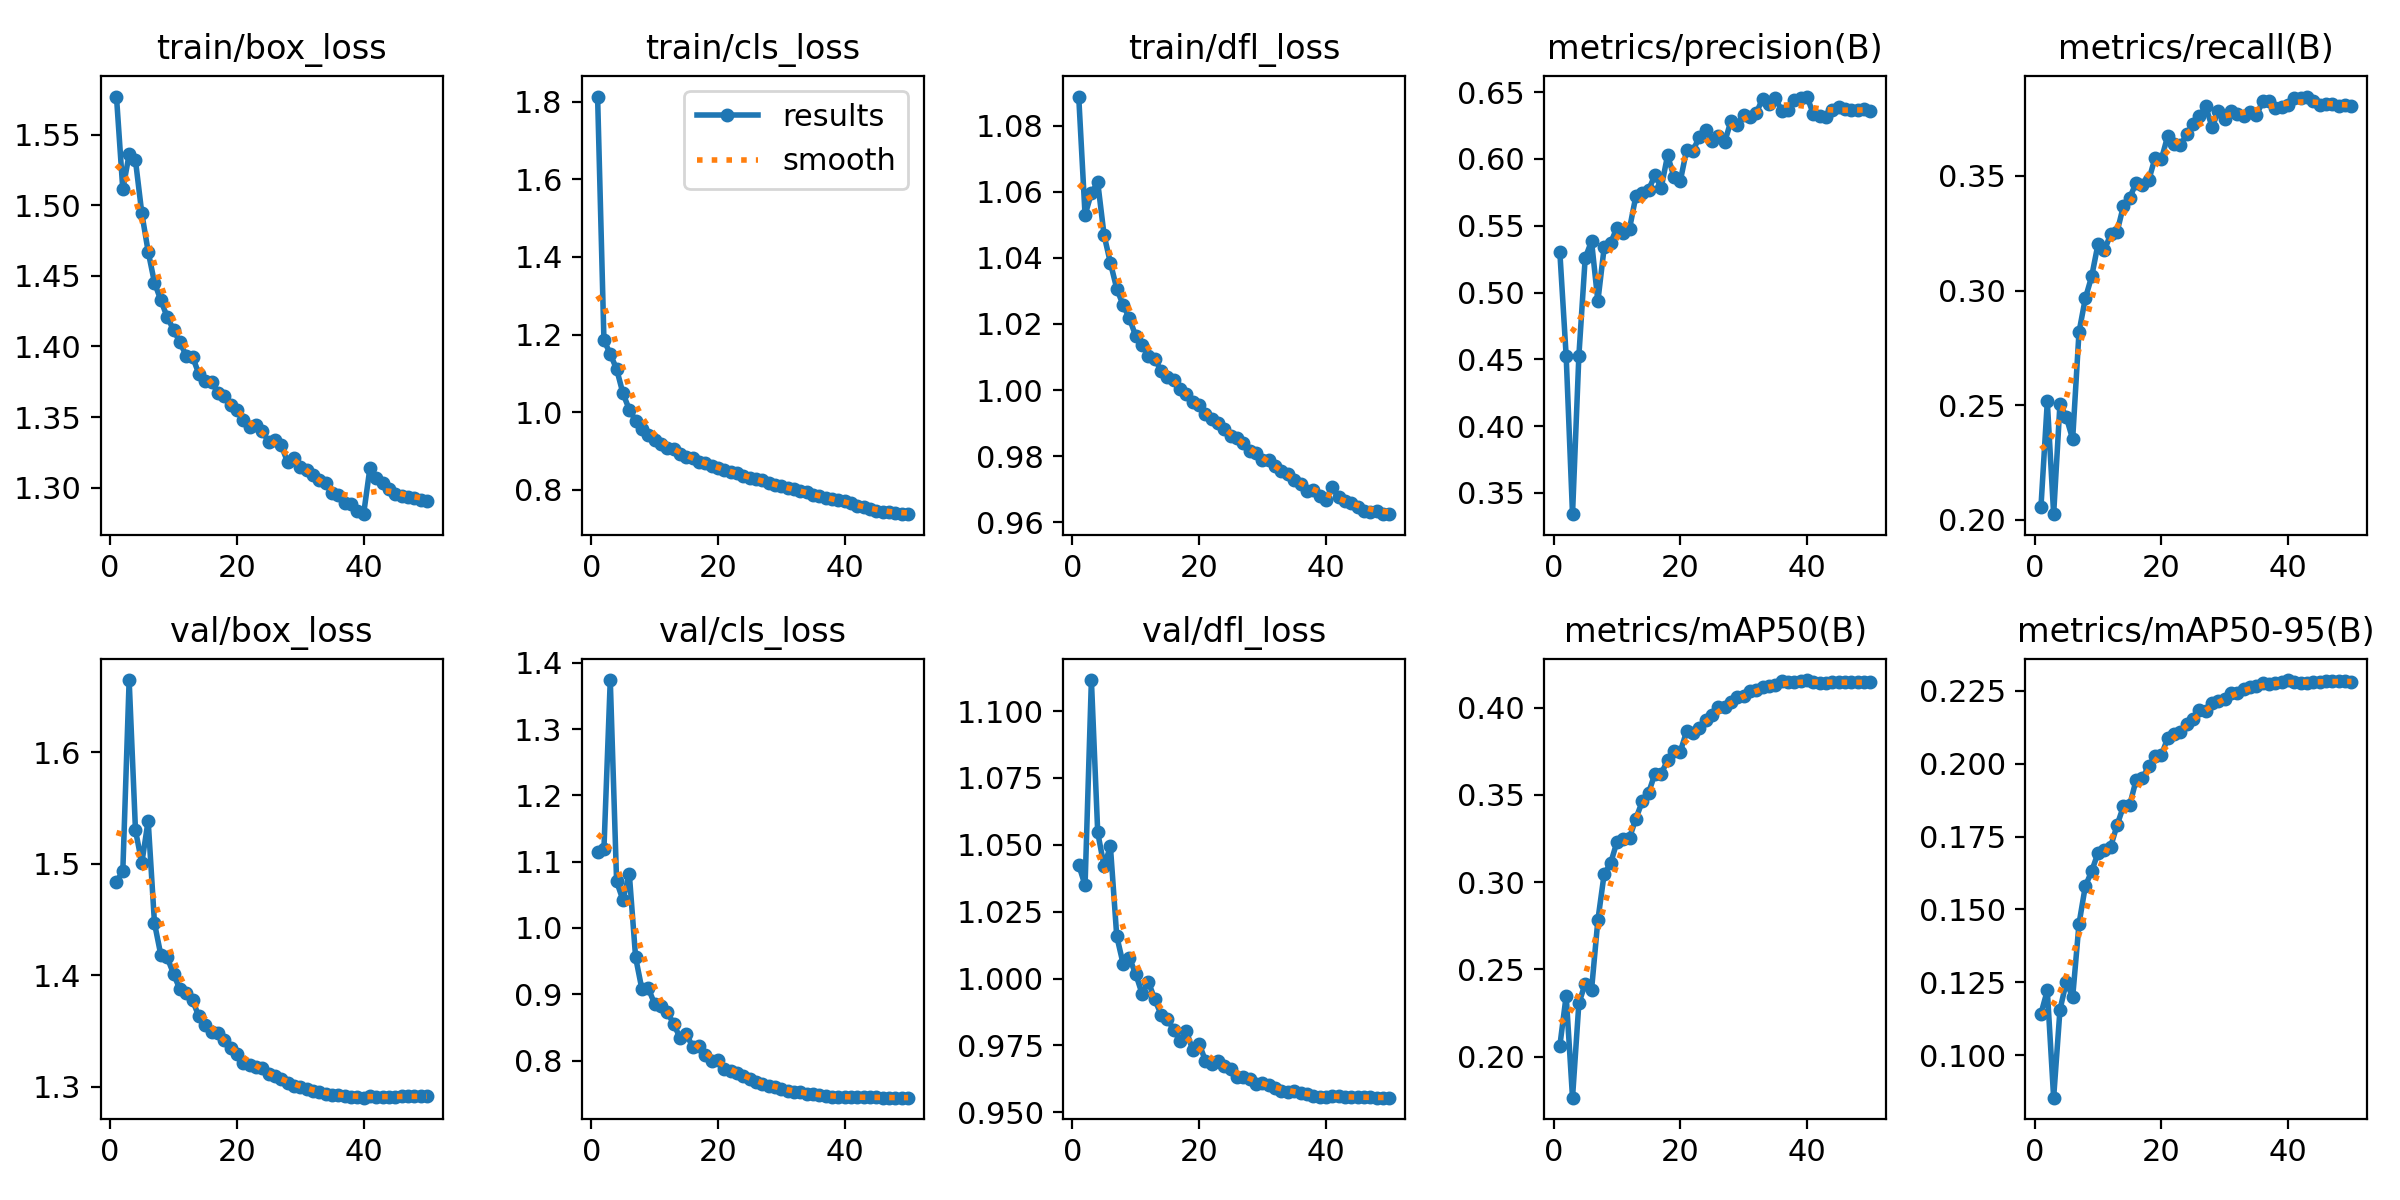 train/box_loss
1.55
1.50
1.45
1.40
1.35
1.30
0 20 40
train/cls_loss
results
smooth
1.8
1.6
1.4
1.2
1.0
0.8
0 20 40
train/dfl_loss
1.08
1.06
1.04
1.02
1.00
0.98
0.96
0 20 40
metrics/precision(B)
0.65
0.60
0.55
0.50
0.45
0.40
0.35
0 20 40
metrics/recall(B)
0.35
0.30
0.25
0.20
0 20 40
val/box_loss
1.6
1.5
1.4
1.3
0 20 40
val/cls_loss
1.4
1.3
1.2
1.1
1.0
0.9
0.8
0 20 40
val/dfl_loss
1.100
1.075
1.050
1.025
1.000
0.975
0.950
0 20 40
metrics/mAP50(B)
0.40
0.35
0.30
0.25
0.20
0 20 40
metrics/mAP50-95(B)
0.225
0.200
0.175
0.150
0.125
0.100
0 20 40